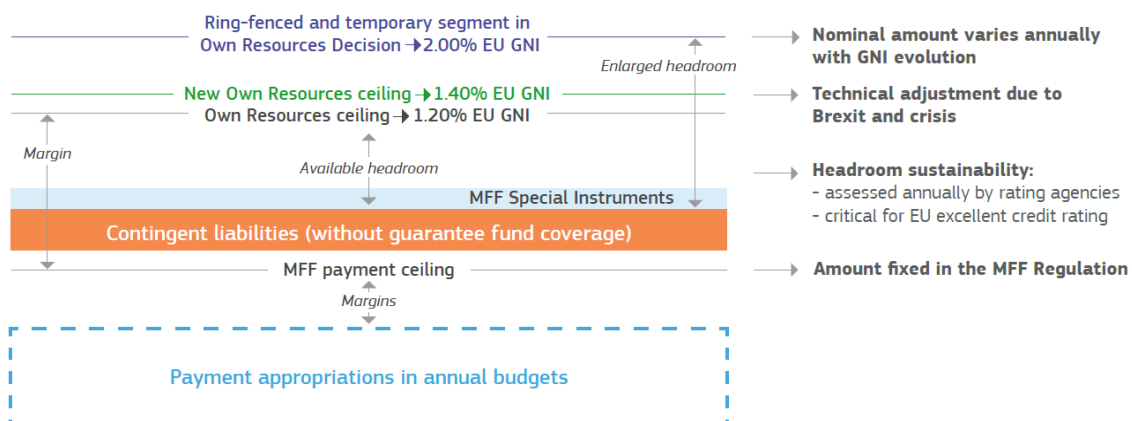 Ring-fenced and temporary segment in
Own Resources Decision → 2.00% EU GNI
Enlarged headroom
Nominal amount varies annually
with GNI evolution
New Own Resources ceiling → 1.40% EU GNI
Own Resources ceiling → 1.20% EU GNI
Technical adjustment due to
Brexit and crisis
Margin
Available headroom
Headroom sustainability:
- assessed annually by rating agencies
- critical for EU excellent credit rating
MFF Special Instruments
Contingent liabilities (without guarantee fund coverage)
MFF payment ceiling
Amount fixed in the MFF Regulation
Margins
Payment appropriations in annual budgets